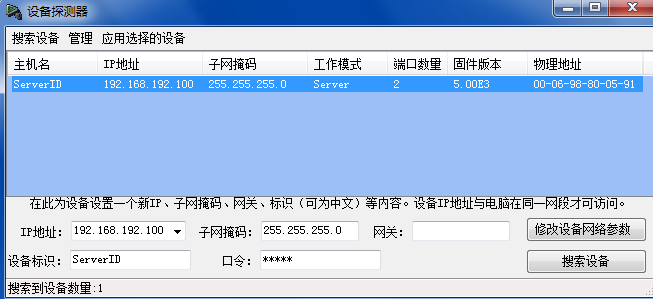 设备探测器
搜索设备 管理 应用选择的设备
主机名 IP地址 子网掩码 工作模式 端口数量 固件版本 物理地址
ServerID 192.168.192.100 255.255.255.0 Server 2 5.00E3 00-06-98-80-05-91
在此为设备设置一个新IP、子网掩码、网关、标识（可为中文）等内容。设备IP地址与电脑在同一网段才可访问。
IP地址: 192.168.192.100 子网掩码: 255.255.255.0 网关: 修改设备网络参数
设备标识: ServerID 口令: ***** 搜索设备
搜索到设备数量:1